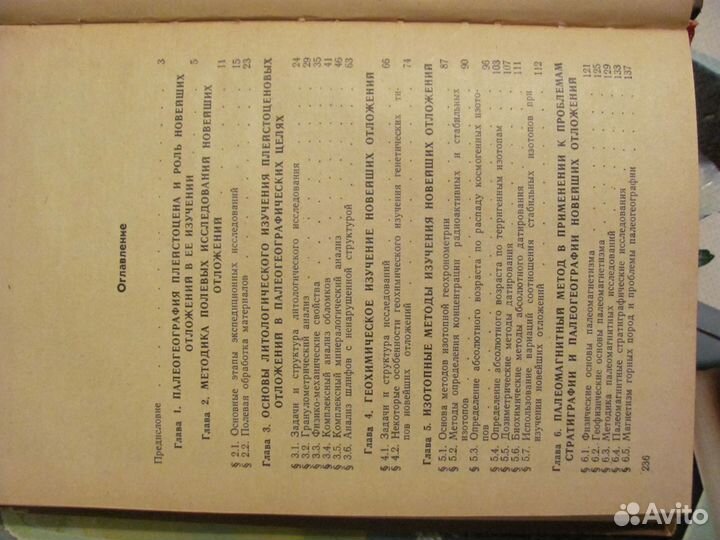 Оглавление
Предисловие . . . . . . . . . . 3
Глава 1. ПАЛЕОГЕОГРАФИЯ ПЛЕЙСТОЦЕНА И РОЛЬ НОВЕЙШИХ
ОТЛОЖЕНИЙ В ЕЕ ИЗУЧЕНИИ . . . . 5
Глава 2. МЕТОДИКА ПОЛЕВЫХ ИССЛЕДОВАНИЙ НОВЕЙШИХ
ОТЛОЖЕНИЙ . . . . 11
§ 2.1. Основные этапы экспедиционных исследований . . . . 15
§ 2.2. Полевая обработка материалов . . . . 23
Глава 3. ОСНОВЫ ЛИТОЛОГИЧЕСКОГО ИЗУЧЕНИЯ ПЛЕЙСТОЦЕНОВЫХ
ОТЛОЖЕНИЙ В ПАЛЕОГЕОГРАФИЧЕСКИХ ЦЕЛЯХ
§ 3.1. Задачи и структура литологического исследования . . . . 24
§ 3.2. Гранулометрический анализ . . . . 29
§ 3.3. Физико-механические свойства . . . . 35
§ 3.4. Комплексный анализ обломков . . . . 41
§ 3.5. Комплексный минералогический анализ . . . . 46
§ 3.6. Анализ шлифов с ненарушенной структурой . . . . 63
Глава 4. ГЕОХИМИЧЕСКОЕ ИЗУЧЕНИЕ НОВЕЙШИХ ОТЛОЖЕНИЙ
§ 4.1. Задачи и структура исследований . . . . 66
§ 4.2. Некоторые особенности геохимического изучения генетических ти-
пов новейших отложений . . . . 74
Глава 5. ИЗОТОПНЫЕ МЕТОДЫ ИЗУЧЕНИЯ НОВЕЙШИХ ОТЛОЖЕНИЙ
§ 5.1. Основа методов изотопной геохронометрии . . . . 87
§ 5.2. Методы определения концентрации радиоактивных и стабильных
изотопов . . . . 90
§ 5.3. Определение абсолютного возраста по распаду космогенных изото-
пов . . . . 96
§ 5.4. Определение абсолютного возраста по терригенным изотопам . . 103
§ 5.5. Дозиметрические методы датирования . . . . 107
§ 5.6. Биохимические методы абсолютного датирования . . . . 111
§ 5.7. Использование вариаций соотношения стабильных изотопов при
изучении новейших отложений . . . . 112
Глава 6. ПАЛЕОМАГНИТНЫЙ МЕТОД В ПРИМЕНЕНИИ К ПРОБЛЕМАМ
СТРАТИГРАФИИ И ПАЛЕОГЕОГРАФИИ НОВЕЙШИХ ОТЛОЖЕНИЯ
§ 6.1. Физические основы палеомагнетизма . . . . 121
§ 6.2. Геофизические основы палеомагнетизма . . . . 125
§ 6.3. Методика палеомагнитных исследований . . . . 129
§ 6.4. Палеомагнитные стратиграфические исследования . . . . 133
§ 6.5. Магнетизм горных пород и проблемы палеогеографии . . . . 137
236
Avito